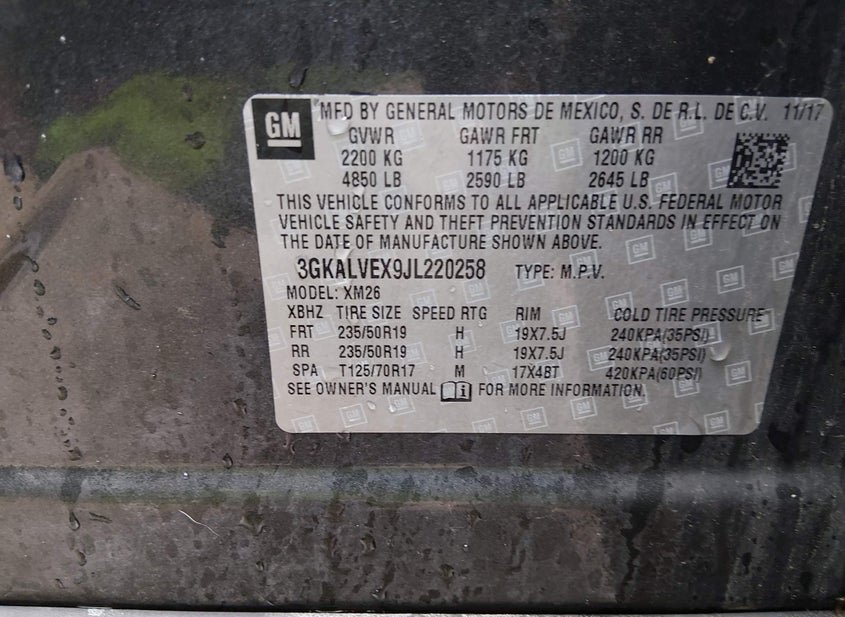 GM
MFD BY GENERAL MOTORS DE MEXICO, S. DE R.L. DE C.V. 11/17
GVWR GAWR FRT GAWR RR
2200 KG 1175 KG 1200 KG
4850 LB 2590 LB 2645 LB
THIS VEHICLE CONFORMS TO ALL APPLICABLE U.S. FEDERAL MOTOR
VEHICLE SAFETY AND THEFT PREVENTION STANDARDS IN EFFECT ON
THE DATE OF MANUFACTURE SHOWN ABOVE.
3GKALVEX9JL220258 TYPE: M.P.V.
MODEL: XM26
XBHZ TIRE SIZE SPEED RTG RIM COLD TIRE PRESSURE
FRT 235/50R19 H 19X7.5J 240KPA(35PSI)
RR 235/50R19 H 19X7.5J 240KPA(35PSI)
SPA T125/70R17 M 17X4BT 420KPA(60PSI)
SEE OWNER'S MANUAL i FOR MORE INFORMATION.